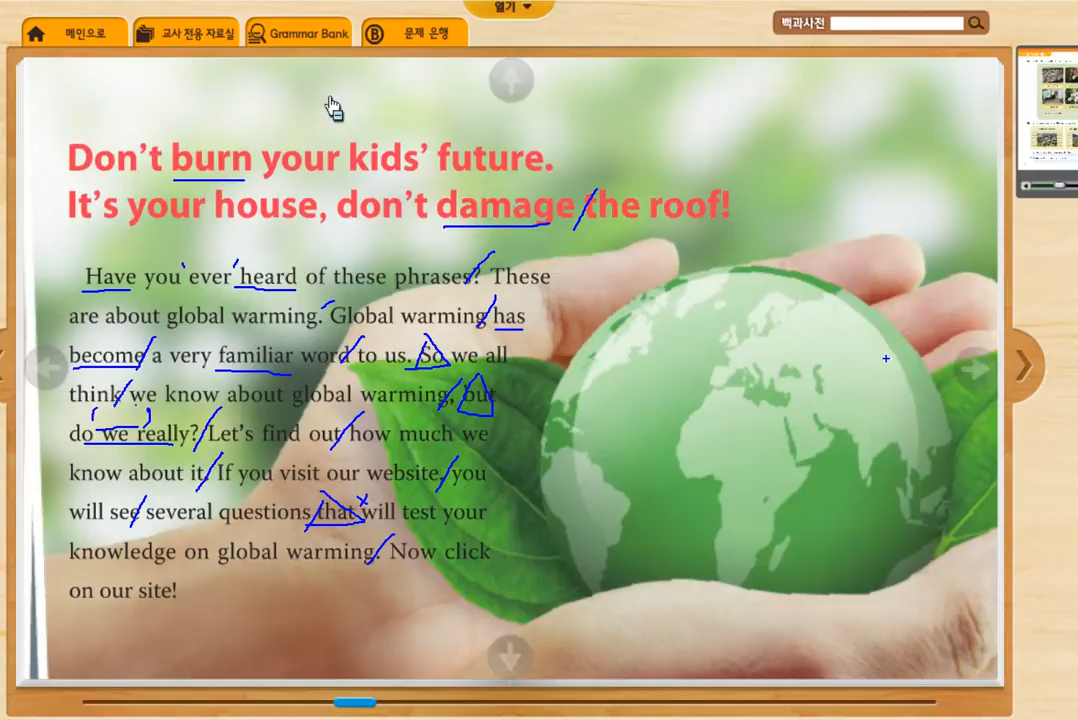 열기
메인으로
교사 전용 자료실
Grammar Bank
B
문제 은행
백과사전
Don't burn your kids' future.
It's your house, don't damage the roof!
Have you ever heard of these phrases? These
are about global warming. Global warming has
become a very familiar word to us. So we all
think we know about global warming, but
do we really? Let's find out how much we
know about it. If you visit our website, you
will see several questions that will test your
knowledge on global warming. Now click
on our site!